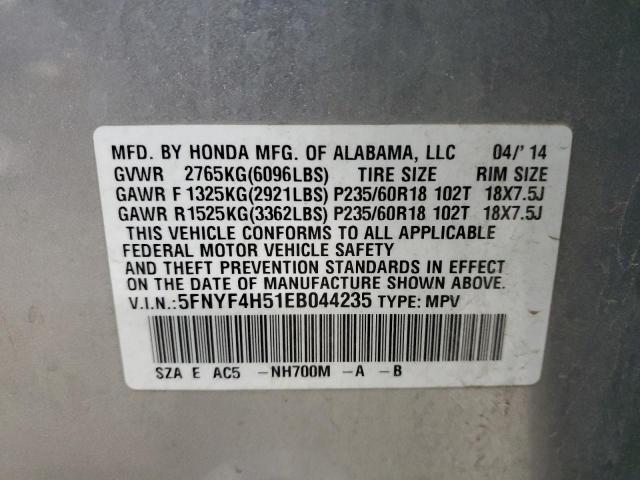 MFD. BY HONDA MFG. OF ALABAMA, LLC 04/'14
GVWR 2765KG(6096LBS) TIRE SIZE RIM SIZE
GAWR F 1325KG(2921LBS) P235/60R18 102T 18X7.5J
GAWR R1525KG(3362LBS) P235/60R18 102T 18X7.5J
THIS VEHICLE CONFORMS TO ALL APPLICABLE
FEDERAL MOTOR VEHICLE SAFETY
AND THEFT PREVENTION STANDARDS IN EFFECT
ON THE DATE OF MANUFACTURE SHOWN ABOVE.
V.I.N.:5FNYF4H51EB044235 TYPE: MPV
SZA E AC5 -NH700M -A -B